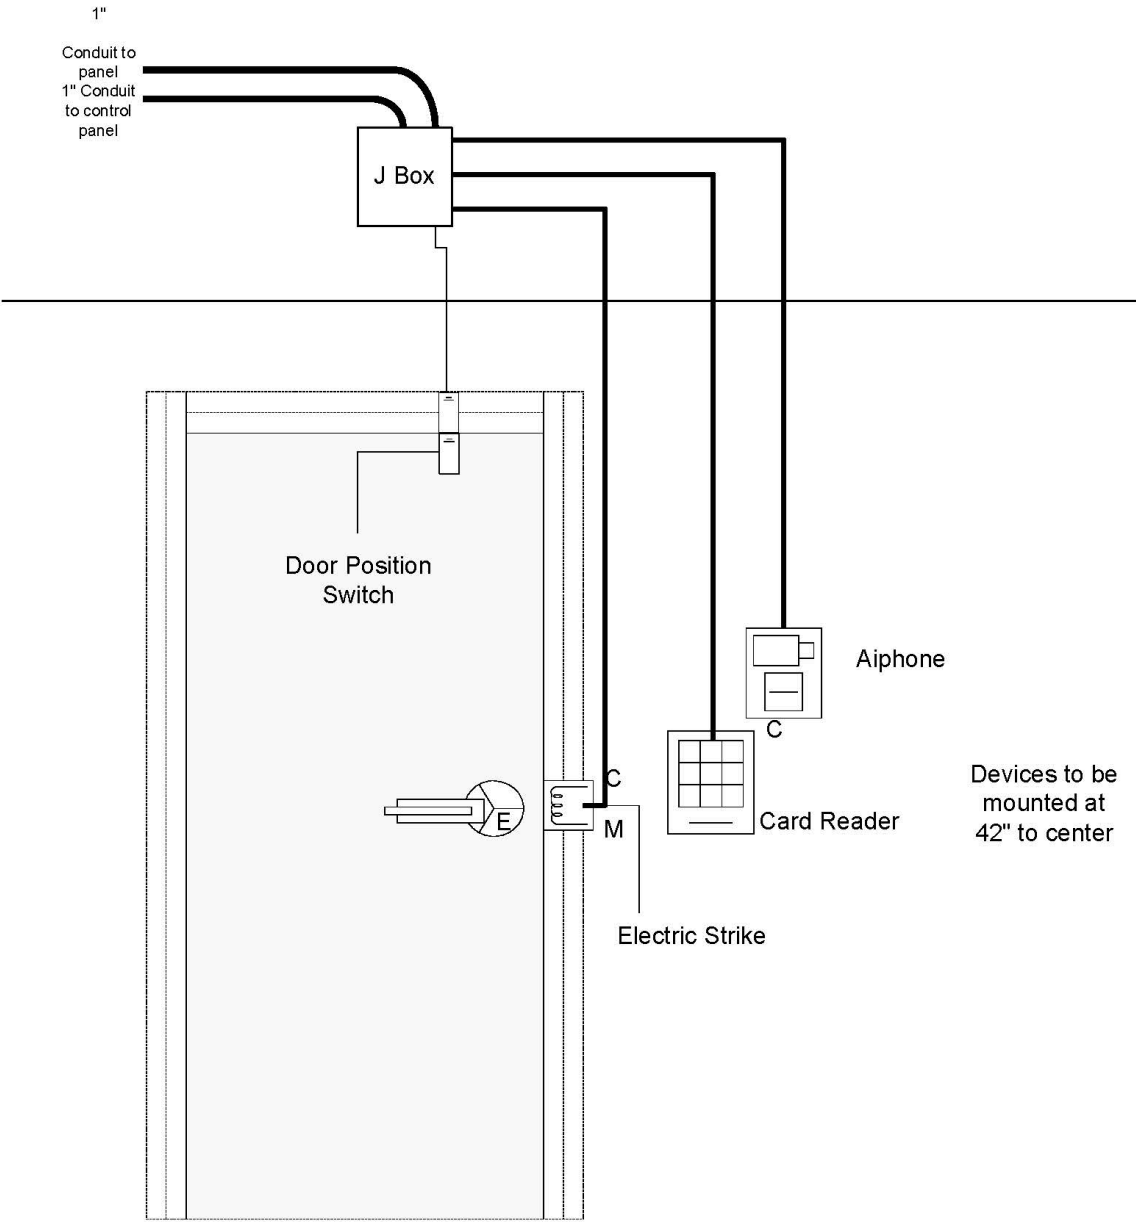 1"
Conduit to
panel
1" Conduit
to control
panel
J Box
Door Position
Switch
Aiphone
C
Devices to be
mounted at
42" to center
C
Card Reader
E
M
Electric Strike